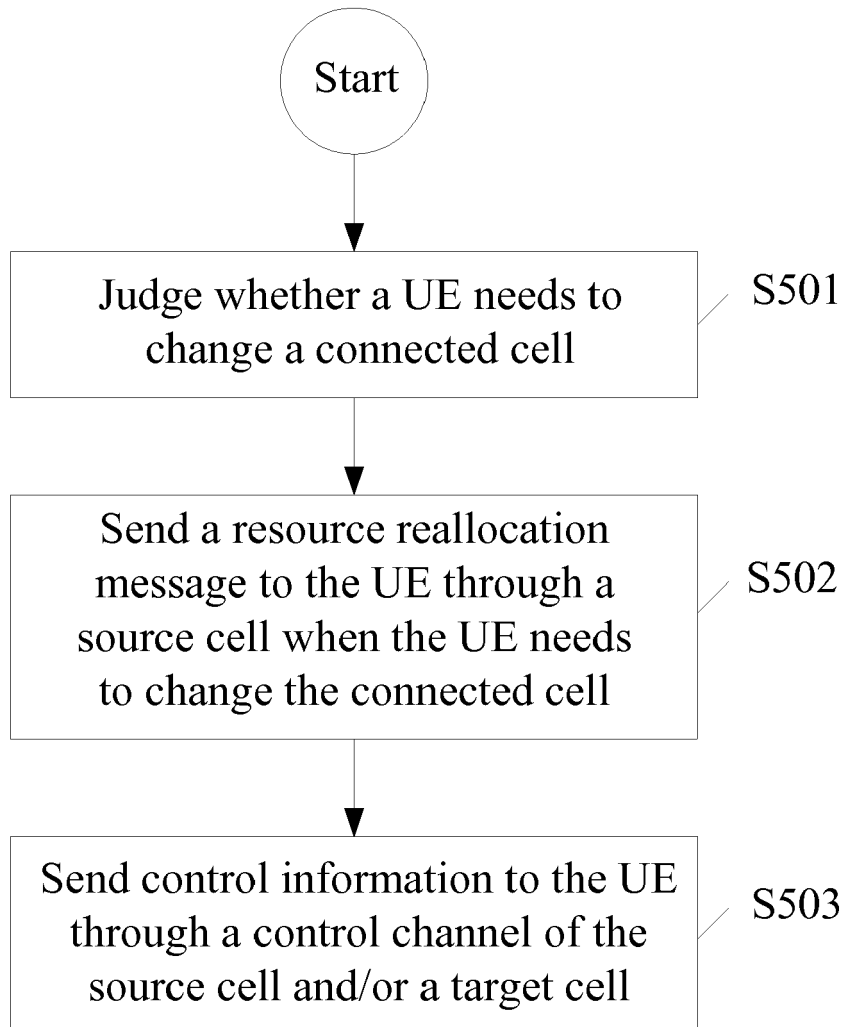 Start
Judge whether a UE needs to
change a connected cell
S501
Send a resource reallocation
message to the UE through a
source cell when the UE needs
to change the connected cell
S502
Send control information to the UE
through a control channel of the
source cell and/or a target cell
S503